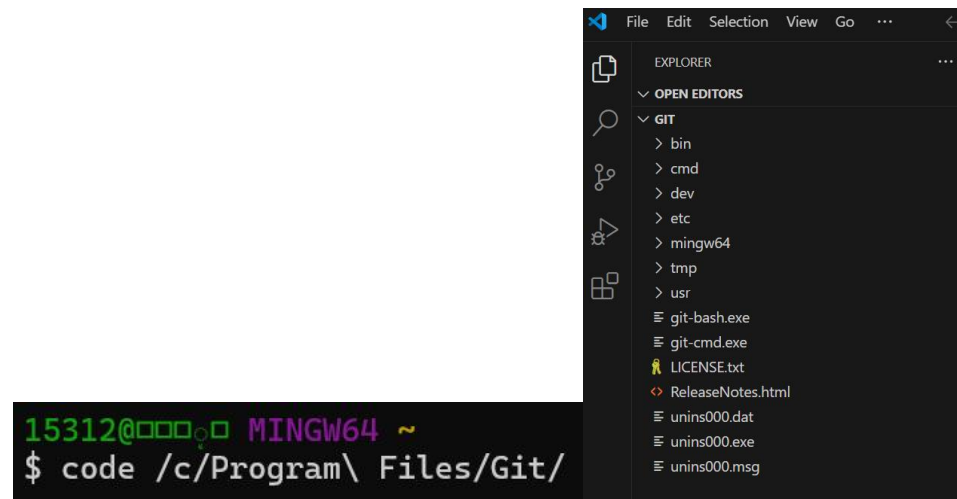 File Edit Selection View Go ...
EXPLORER ...
OPEN EDITORS
GIT
bin
cmd
dev
etc
mingw64
tmp
usr
git-bash.exe
git-cmd.exe
LICENSE.txt
ReleaseNotes.html
unins000.dat
unins000.exe
unins000.msg
15312@ MINGW64 ~
$ code /c/Program\ Files/Git/